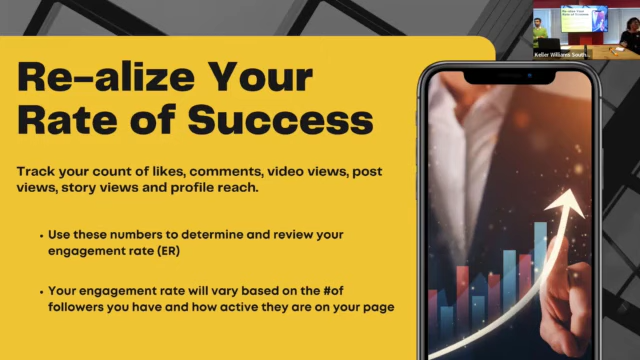 Re-alize Your
Rate of Success
Track your count of likes, comments, video views, post
views, story views and profile reach.
• Use these numbers to determine and review your
engagement rate (ER)
• Your engagement rate will vary based on the #of
followers you have and how active they are on your page
Keller Williams South...